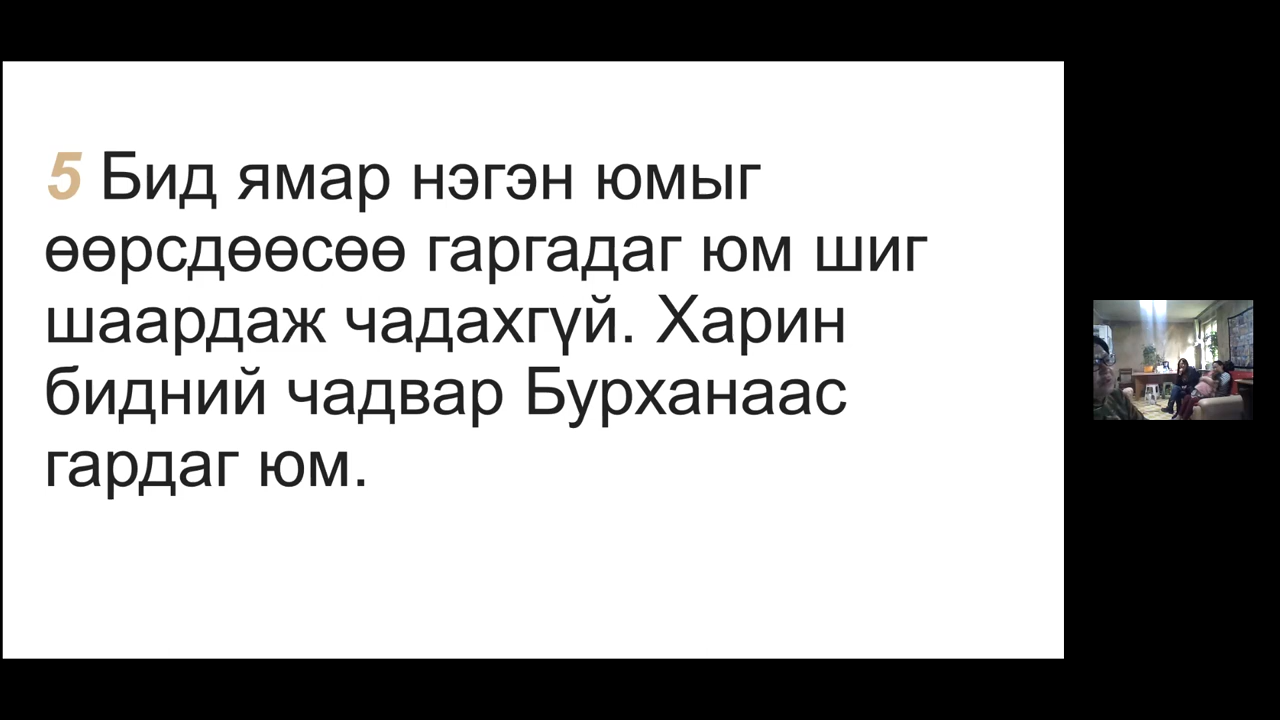 5 Бид ямар нэгэн юмыг
өөрсдөөсөө гаргадаг юм шиг
шаардаж чадахгүй. Харин
бидний чадвар Бурханаас
гардаг юм.